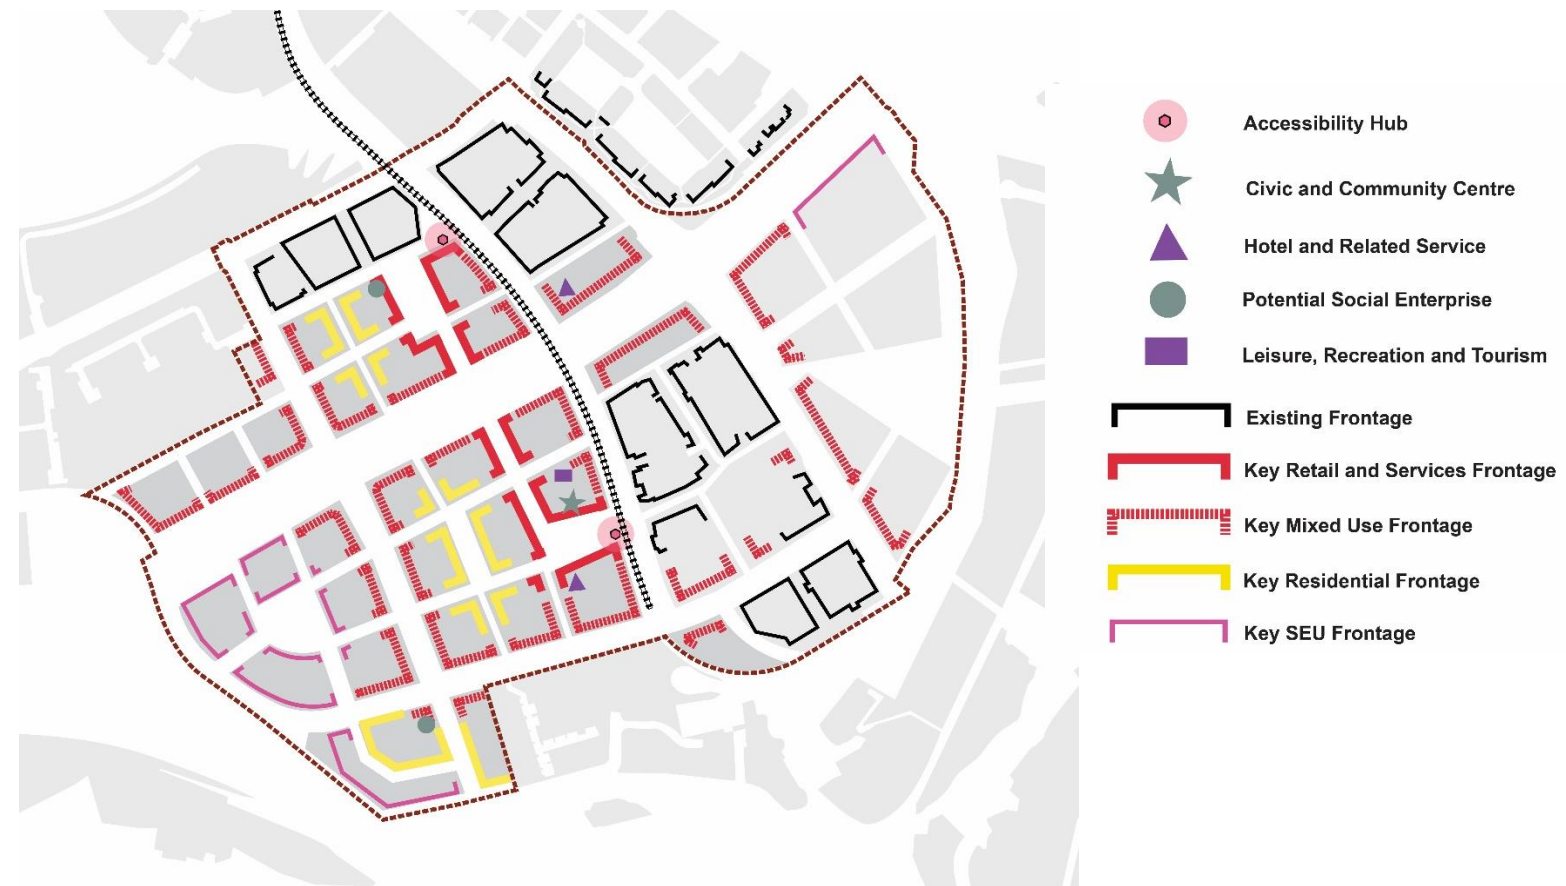 Accessibility Hub
Civic and Community Centre
Hotel and Related Service
Potential Social Enterprise
Leisure, Recreation and Tourism
Existing Frontage
Key Retail and Services Frontage
Key Mixed Use Frontage
Key Residential Frontage
Key SEU Frontage